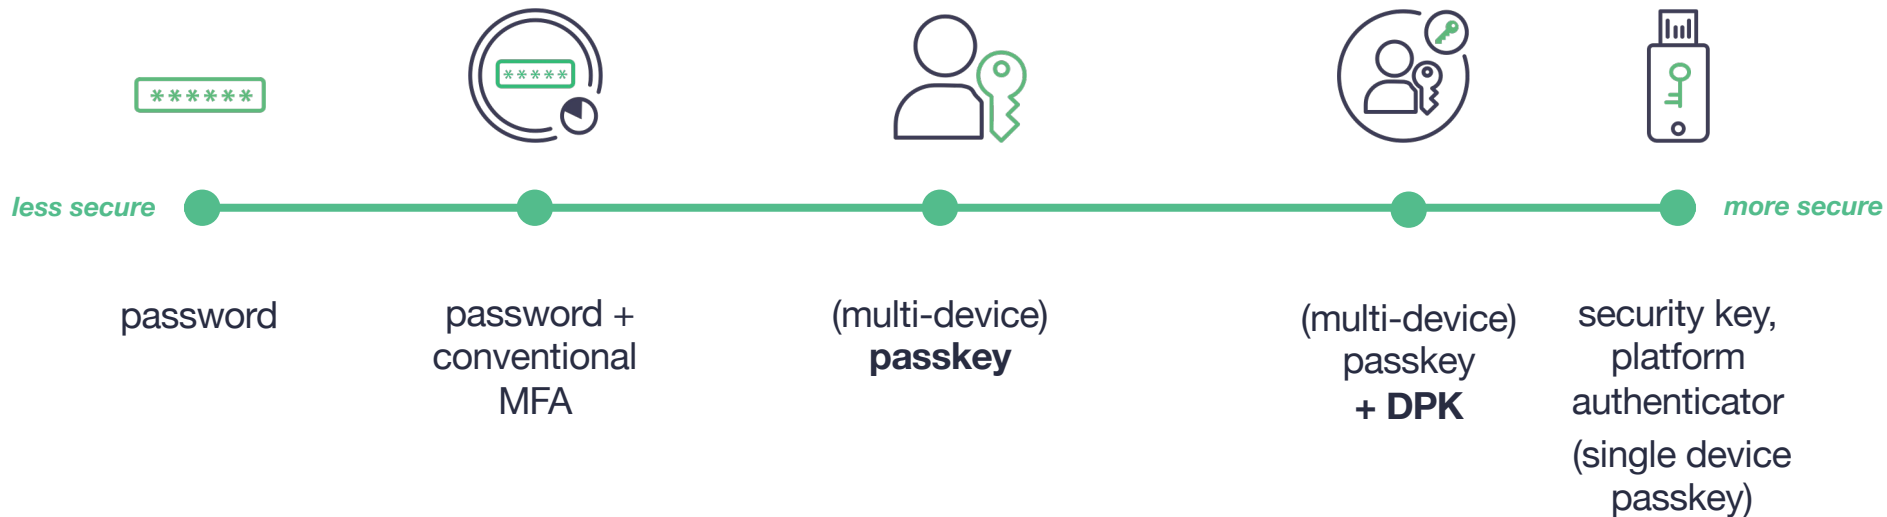 ******
*****
less secure
more secure
password
password +
conventional
MFA
(multi-device)
passkey
(multi-device)
passkey
+ DPK
security key,
platform
authenticator
(single device
passkey)